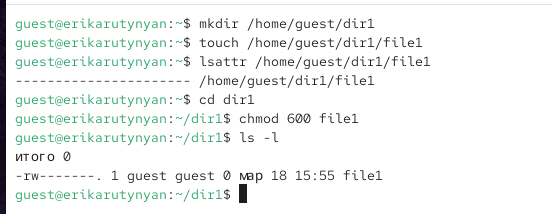 guest@erikarutynyan:~$ mkdir /home/guest/dir1
guest@erikarutynyan:~$ touch /home/guest/dir1/file1
guest@erikarutynyan:~$ lsattr /home/guest/dir1/file1
---------------------- /home/guest/dir1/file1
guest@erikarutynyan:~$ cd dir1
guest@erikarutynyan:~/dir1$ chmod 600 file1
guest@erikarutynyan:~/dir1$ ls -l
итого 0
-rw-------. 1 guest guest 0 мар 18 15:55 file1
guest@erikarutynyan:~/dir1$